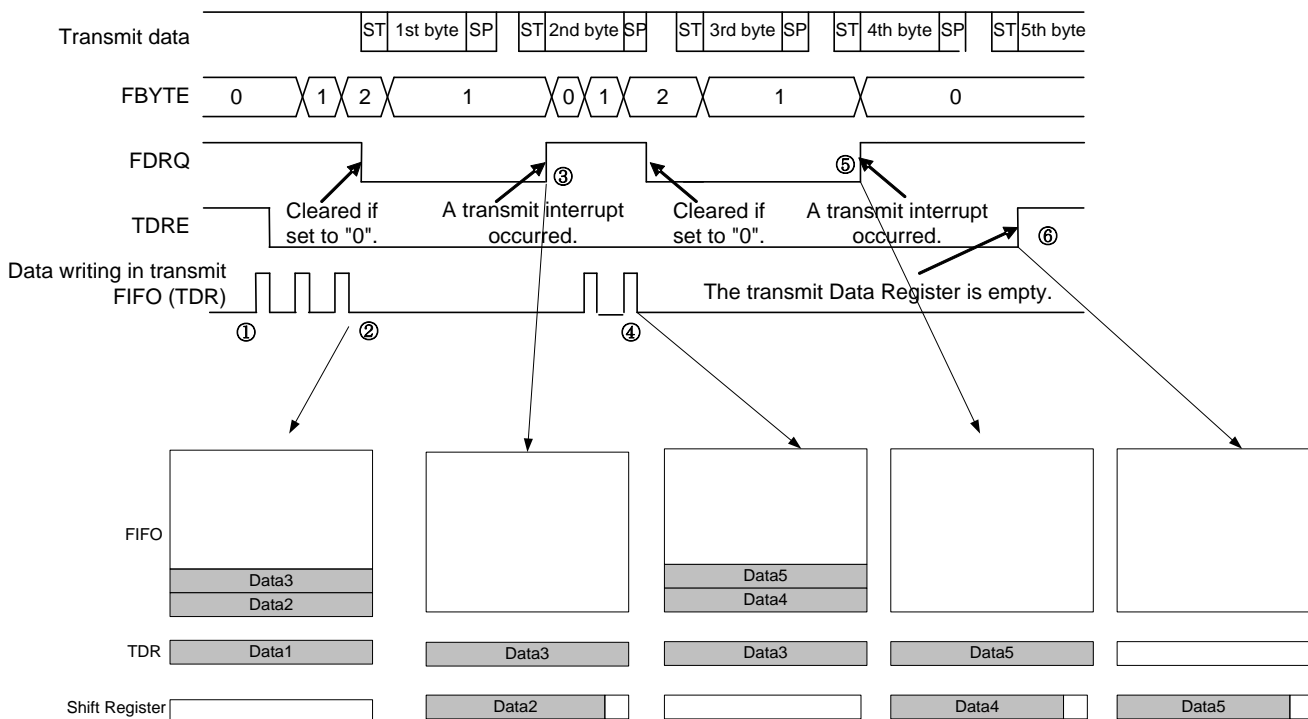 Transmit data
ST 1st byte SP ST 2nd byte SP ST 3rd byte SP ST 4th byte SP ST 5th byte
FBYTE
0 1 2 1 0 1 2 1 0
FDRQ
③ ⑤
Cleared if
set to "0".
A transmit interrupt
occurred.
Cleared if
set to "0".
A transmit interrupt
occurred.
TDRE
⑥
Data writing in transmit
FIFO (TDR)
The transmit Data Register is empty.
① ② ④
FIFO
Data3
Data2
Data5
Data4
TDR
Data1 Data3 Data3 Data5
Shift Register
Data2 Data4 Data5